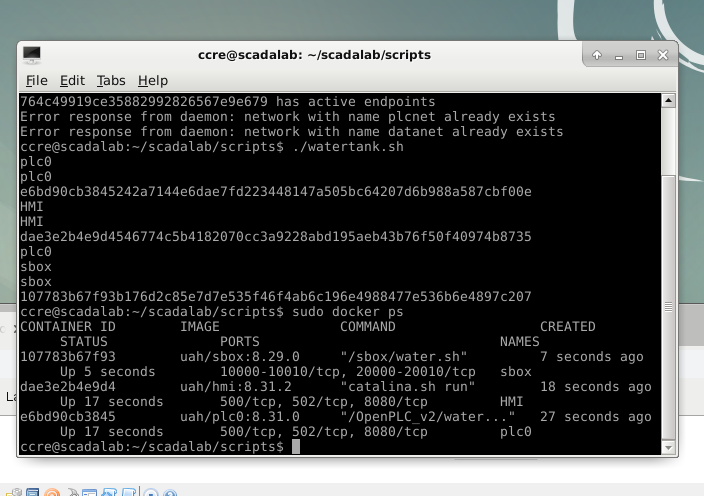 ccre@scadalab: ~/scadalab/scripts
File Edit Tabs Help
764c49919ce35882992826567e9e679 has active endpoints
Error response from daemon: network with name plcnet already exists
Error response from daemon: network with name datanet already exists
ccre@scadalab:~/scadalab/scripts$ ./watertank.sh
plc0
plc0
e6bd90cb3845242a7144e6dae7fd223448147a505bc64207d6b988a587cbf00e
HMI
HMI
dae3e2b4e9d4546774c5b4182070cc3a9228abd195aeb43b76f50f40974b8735
plc0
sbox
sbox
107783b67f93b176d2c85e7d7e535f46f4ab6c196e4988477e536b6e4897c207
ccre@scadalab:~/scadalab/scripts$ sudo docker ps
CONTAINER ID IMAGE COMMAND CREATED
STATUS PORTS NAMES
107783b67f93 uah/sbox:8.29.0 "/sbox/water.sh" 7 seconds ago
Up 5 seconds 10000-10010/tcp, 20000-20010/tcp sbox
dae3e2b4e9d4 uah/hmi:8.31.2 "catalina.sh run" 18 seconds ago
Up 17 seconds 500/tcp, 502/tcp, 8080/tcp HMI
e6bd90cb3845 uah/plc0:8.31.0 "/OpenPLC_v2/water..." 27 seconds ago
Up 17 seconds 500/tcp, 502/tcp, 8080/tcp plc0
ccre@scadalab:~/scadalab/scripts$